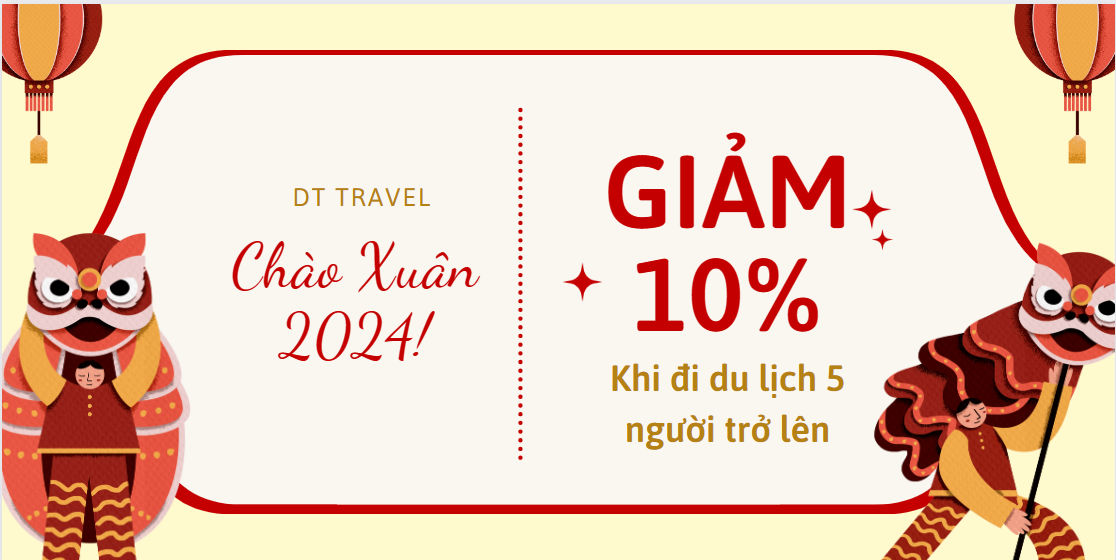 DT TRAVEL
Chào Xuân
2024!
GIẢM
10%
Khi đi du lịch 5
người trở lên